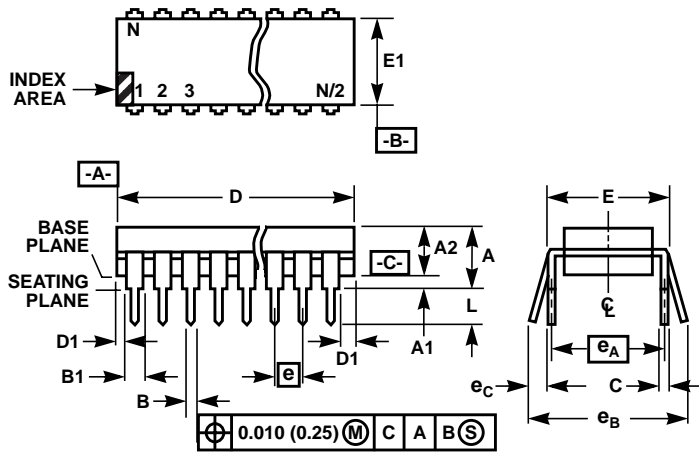 N
E1
INDEX
AREA
1 2 3 N/2
-B-
-A-
D
E
BASE
PLANE
A2
A
-C-
SEATING
PLANE
L
C L
D1
A1
D1
e
eA
B1
eC
C
B
eB
0.010 (0.25) M C A B S